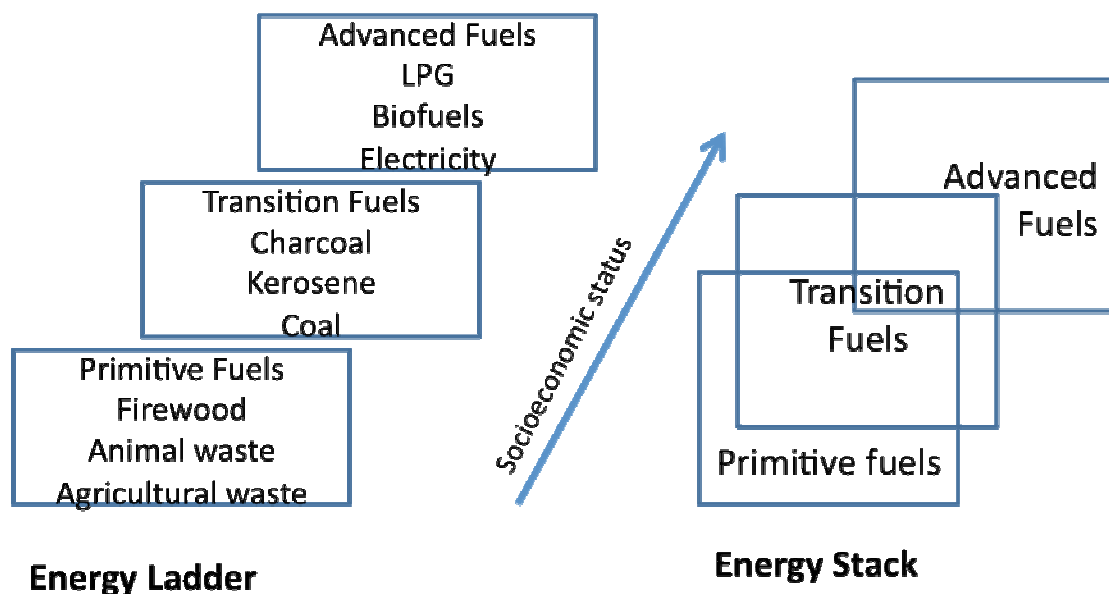 Advanced Fuels
LPG
Biofuels
Electricity
Transition Fuels
Charcoal
Kerosene
Coal
Primitive Fuels
Firewood
Animal waste
Agricultural waste
Energy Ladder
Socioeconomic status
Advanced
Fuels
Transition
Fuels
Primitive fuels
Energy Stack